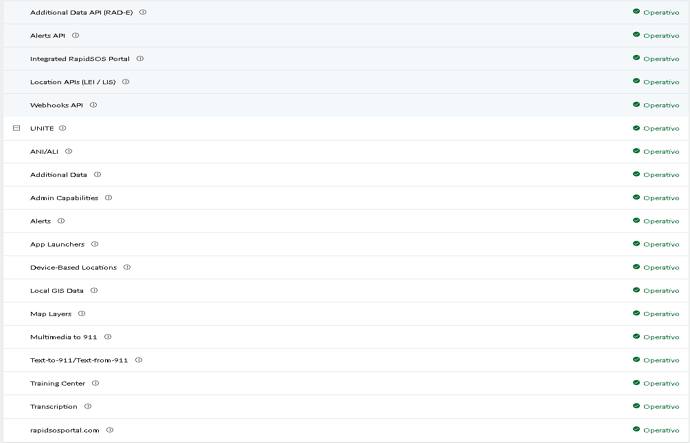 Additional Data API (RAD-E) Operativo
Alerts API Operativo
Integrated RapidSOS Portal Operativo
Location APIs (LEI / LIS) Operativo
Webhooks API Operativo
UNITE Operativo
ANI/ALI Operativo
Additional Data Operativo
Admin Capabilities Operativo
Alerts Operativo
App Launchers Operativo
Device-Based Locations Operativo
Local GIS Data Operativo
Map Layers Operativo
Multimedia to 911 Operativo
Text-to-911/Text-from-911 Operativo
Training Center Operativo
Transcription Operativo
rapidsosportal.com Operativo